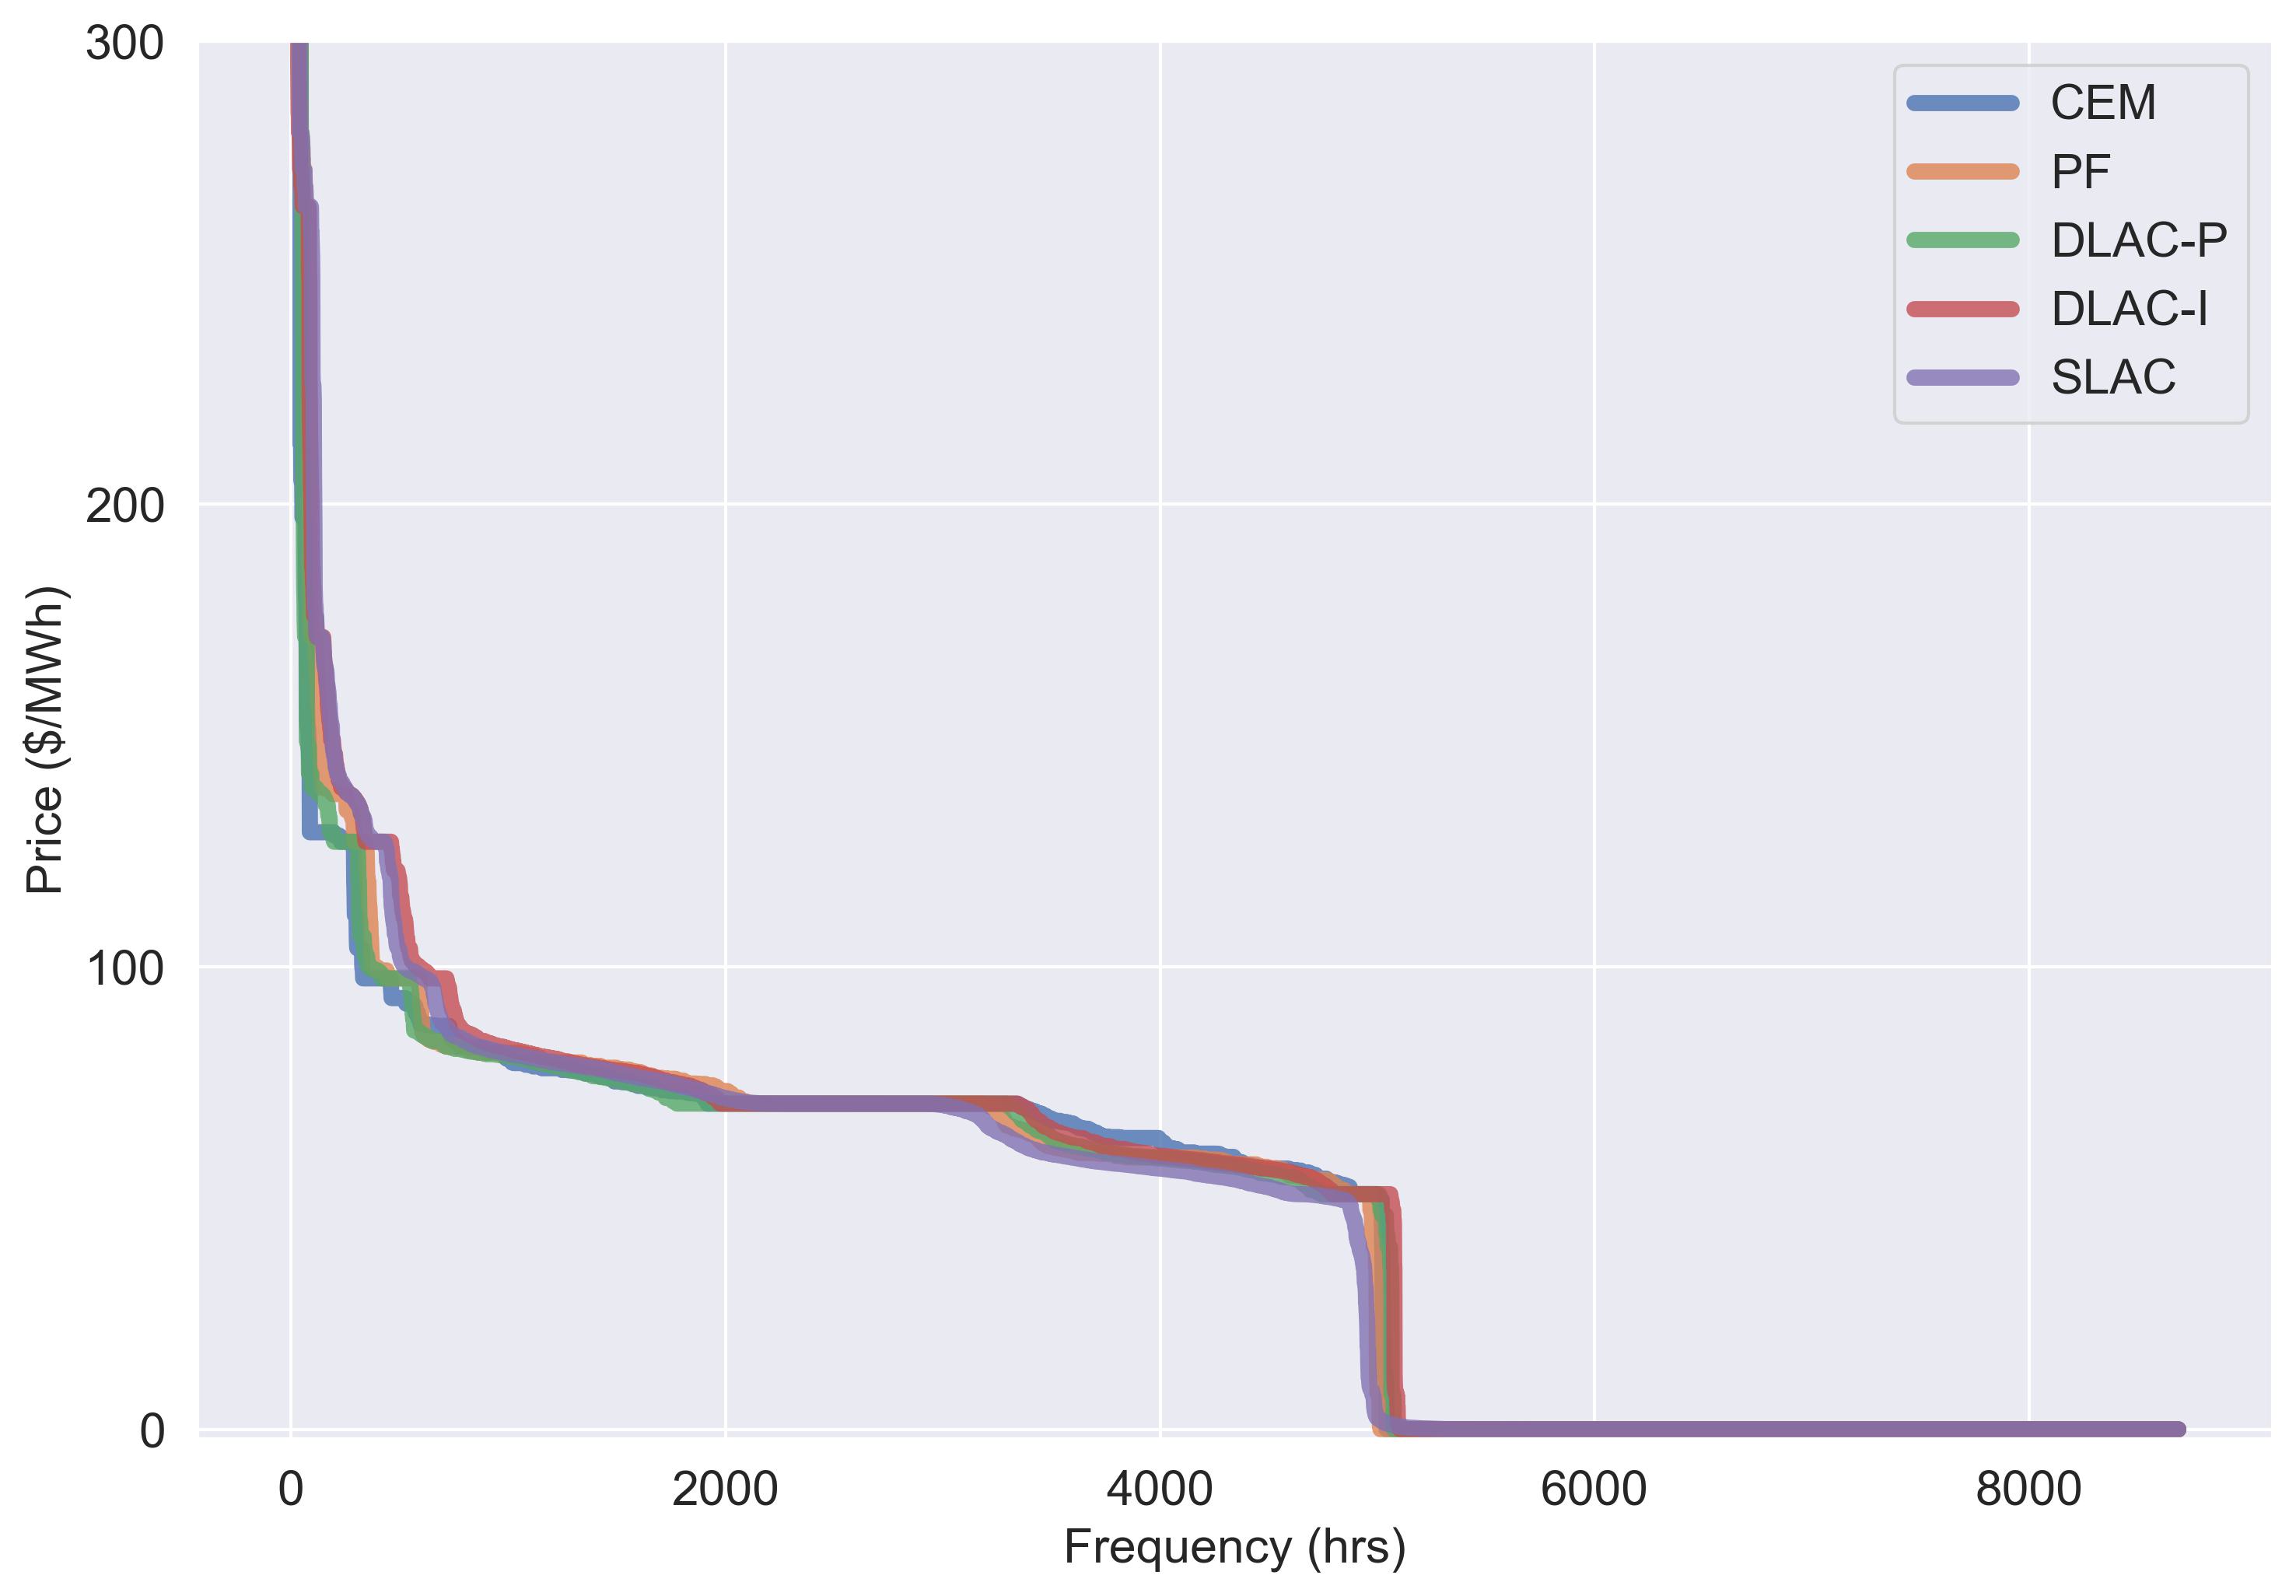 300
200
100
0
Price ($/MWh)
CEM
PF
DLAC-P
DLAC-I
SLAC
0
2000
4000
6000
8000
Frequency (hrs)